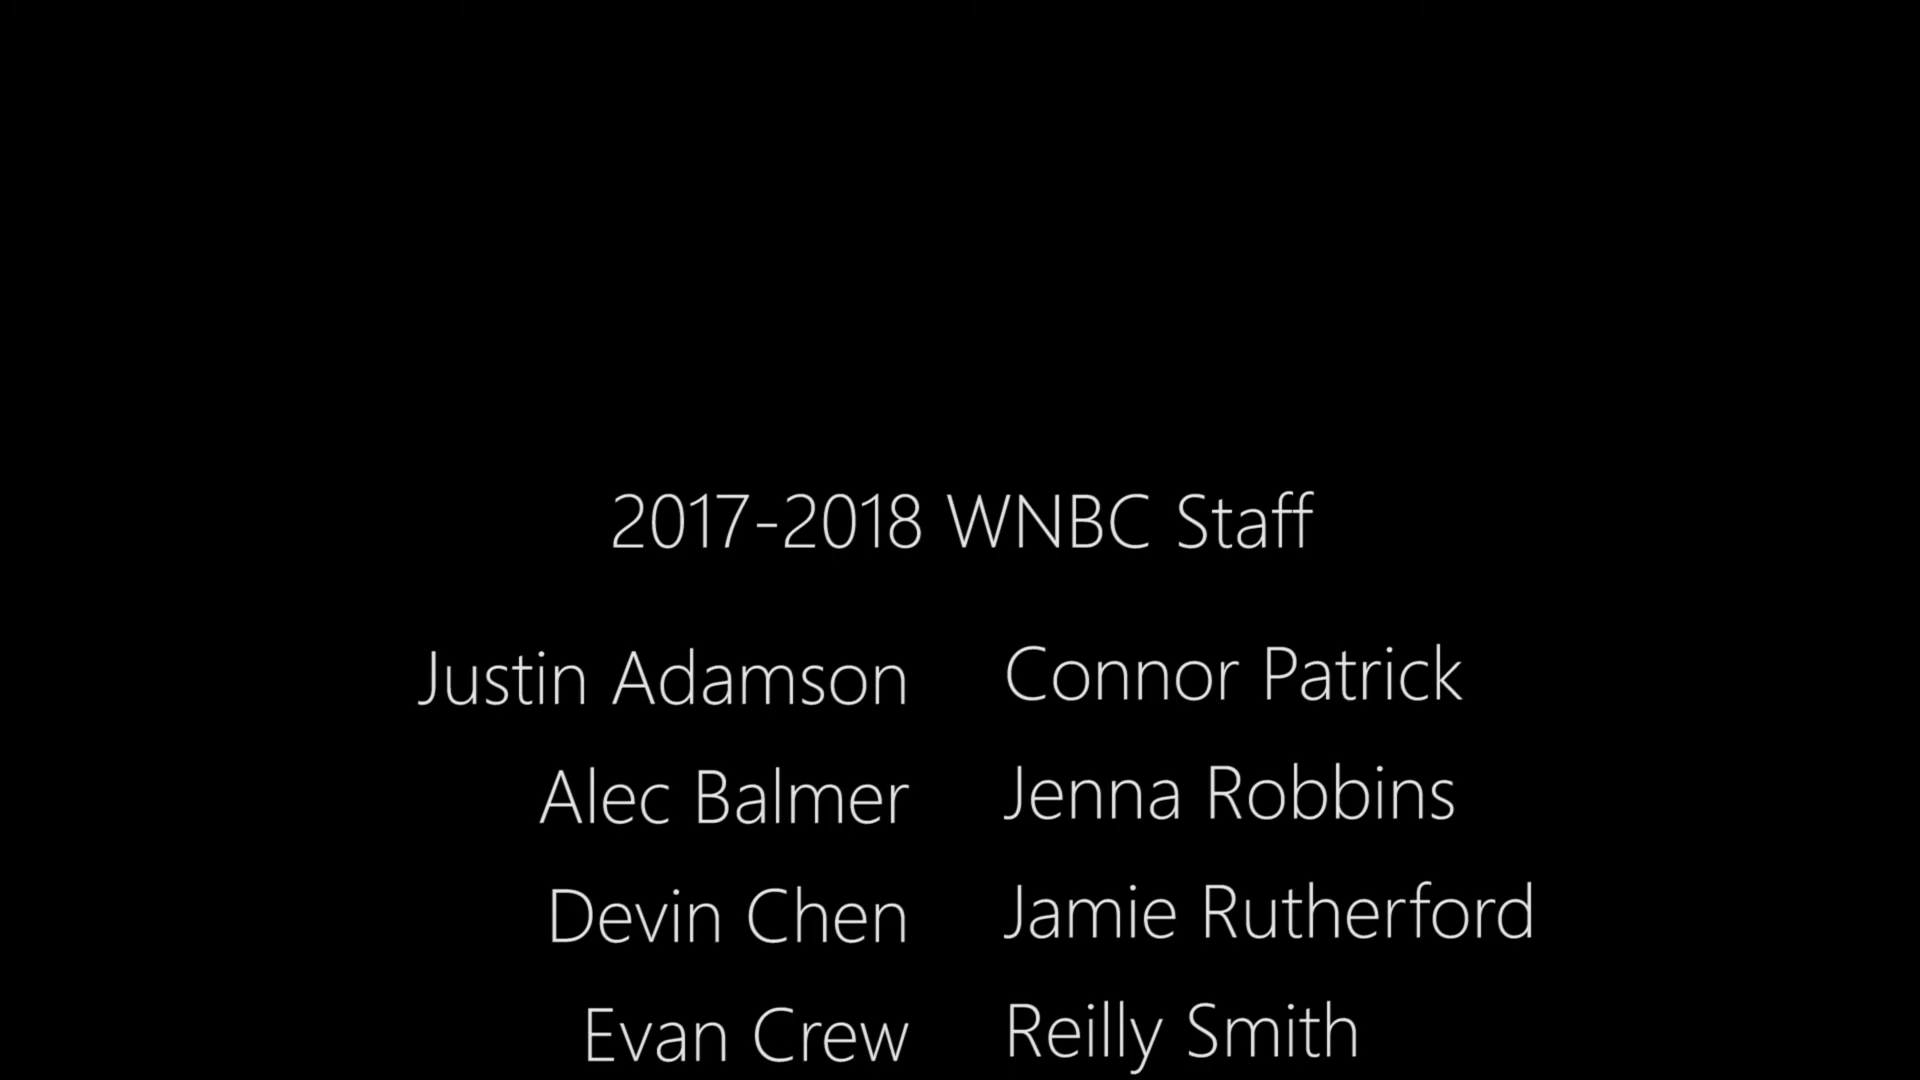 2017-2018 WNBC Staff
Justin Adamson Connor Patrick
Alec Balmer Jenna Robbins
Devin Chen Jamie Rutherford
Evan Crew Reilly Smith